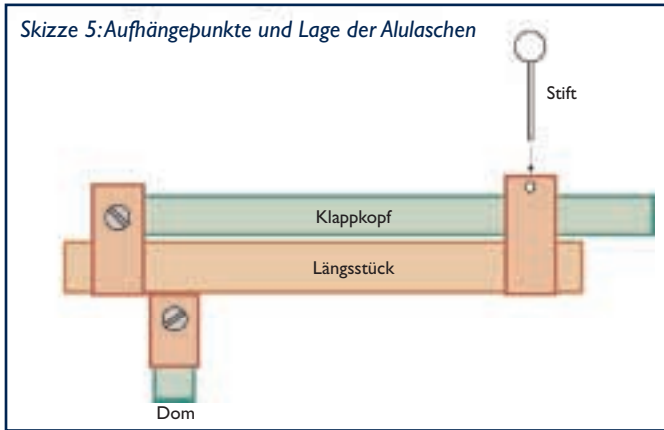 Skizze 5: Aufhängepunkte und Lage der Alulaschen
Stift
Klappkopf
Längsstück
Dom